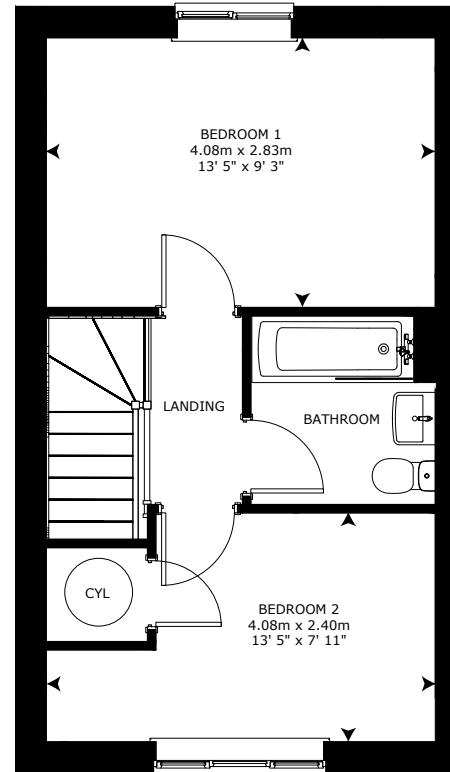 BEDROOM 1
4.08m x 2.83m
13' 5" x 9' 3"
LANDING
BATHROOM
CYL
BEDROOM 2
4.08m x 2.40m
13' 5" x 7' 11"